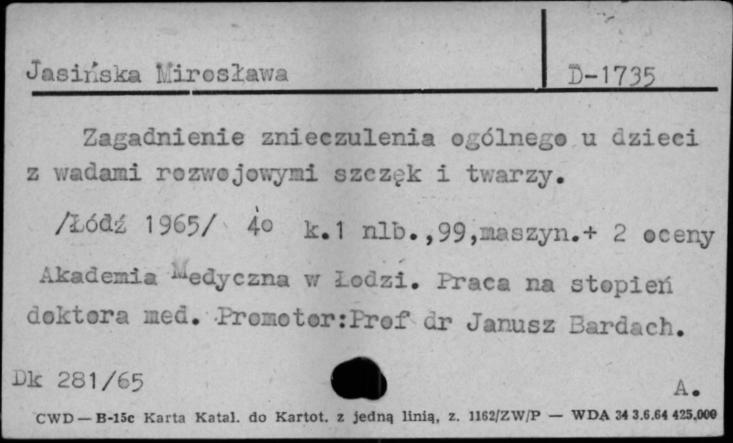 Jasińska Mirosława D-1735
Zagadnienie znieczulenia ogólnego u dzieci
z wadami rozwojowymi szczęk i twarzy.
/Łódź 1965/ 4o k.1 nlb.,99,maszyn.+ 2 oceny
Akademia Medyczna w Łodzi. Praca na stopień
doktora med. Promotor:Prof dr Janusz Bardach.
Dk 281/65 A.
CWD — B-15c Karta Katal. do Kartot. z jedną linią, z. 1162/ZW/P — WDA 34 3.6.64 425.000